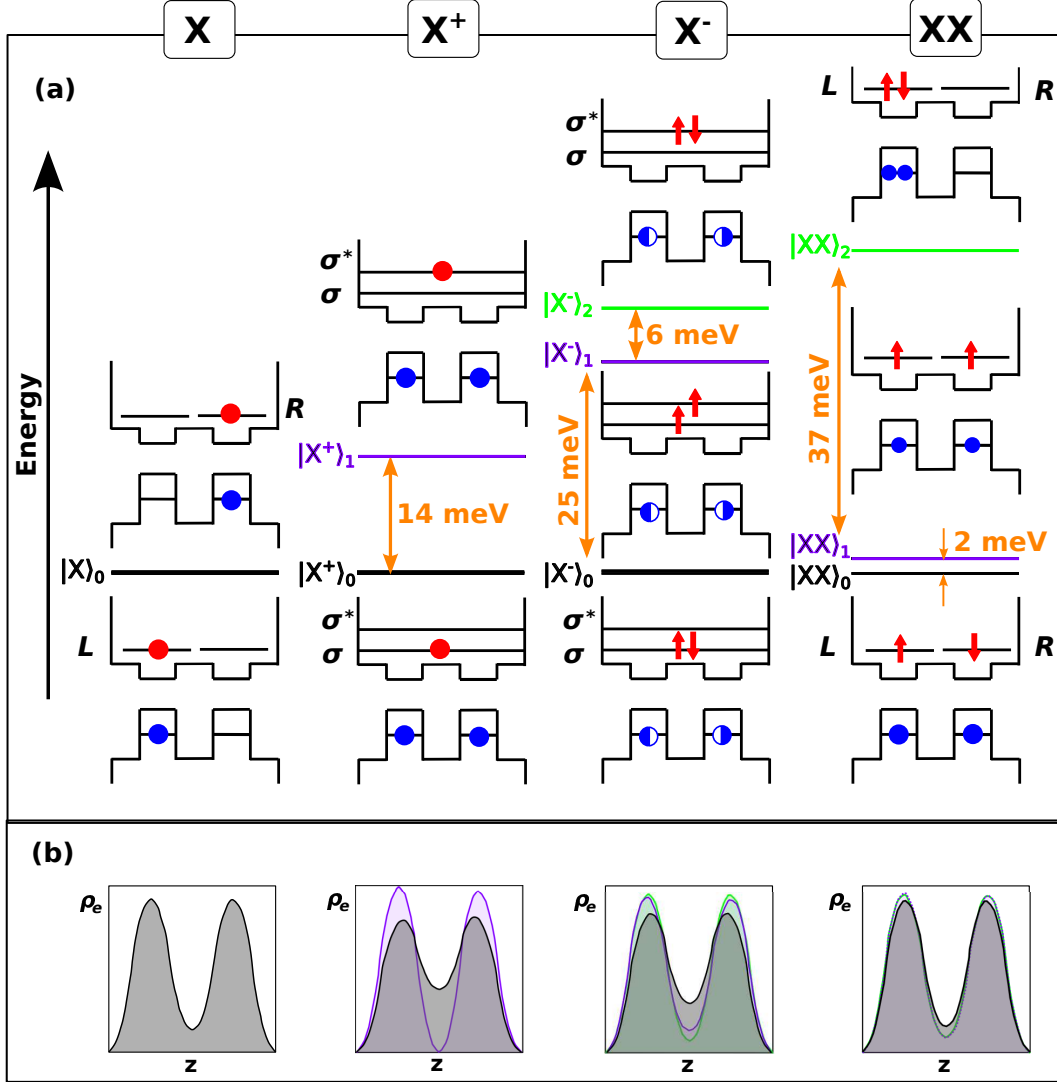 X X⁺ X⁻ XX
(a)
Energy
L R
σ*
σ*
σ
|XX⟩₂
σ*
σ
|X⁻⟩₂
6 meV
|X⁻⟩₁
R
37 meV
|X⁺⟩₁
25 meV
14 meV
|XX⟩₁ 2 meV
|X⟩₀ |X⁺⟩₀ |X⁻⟩₀ |XX⟩₀
σ* σ*
L σ σ L R
(b)
ρₑ ρₑ ρₑ ρₑ
z z z z